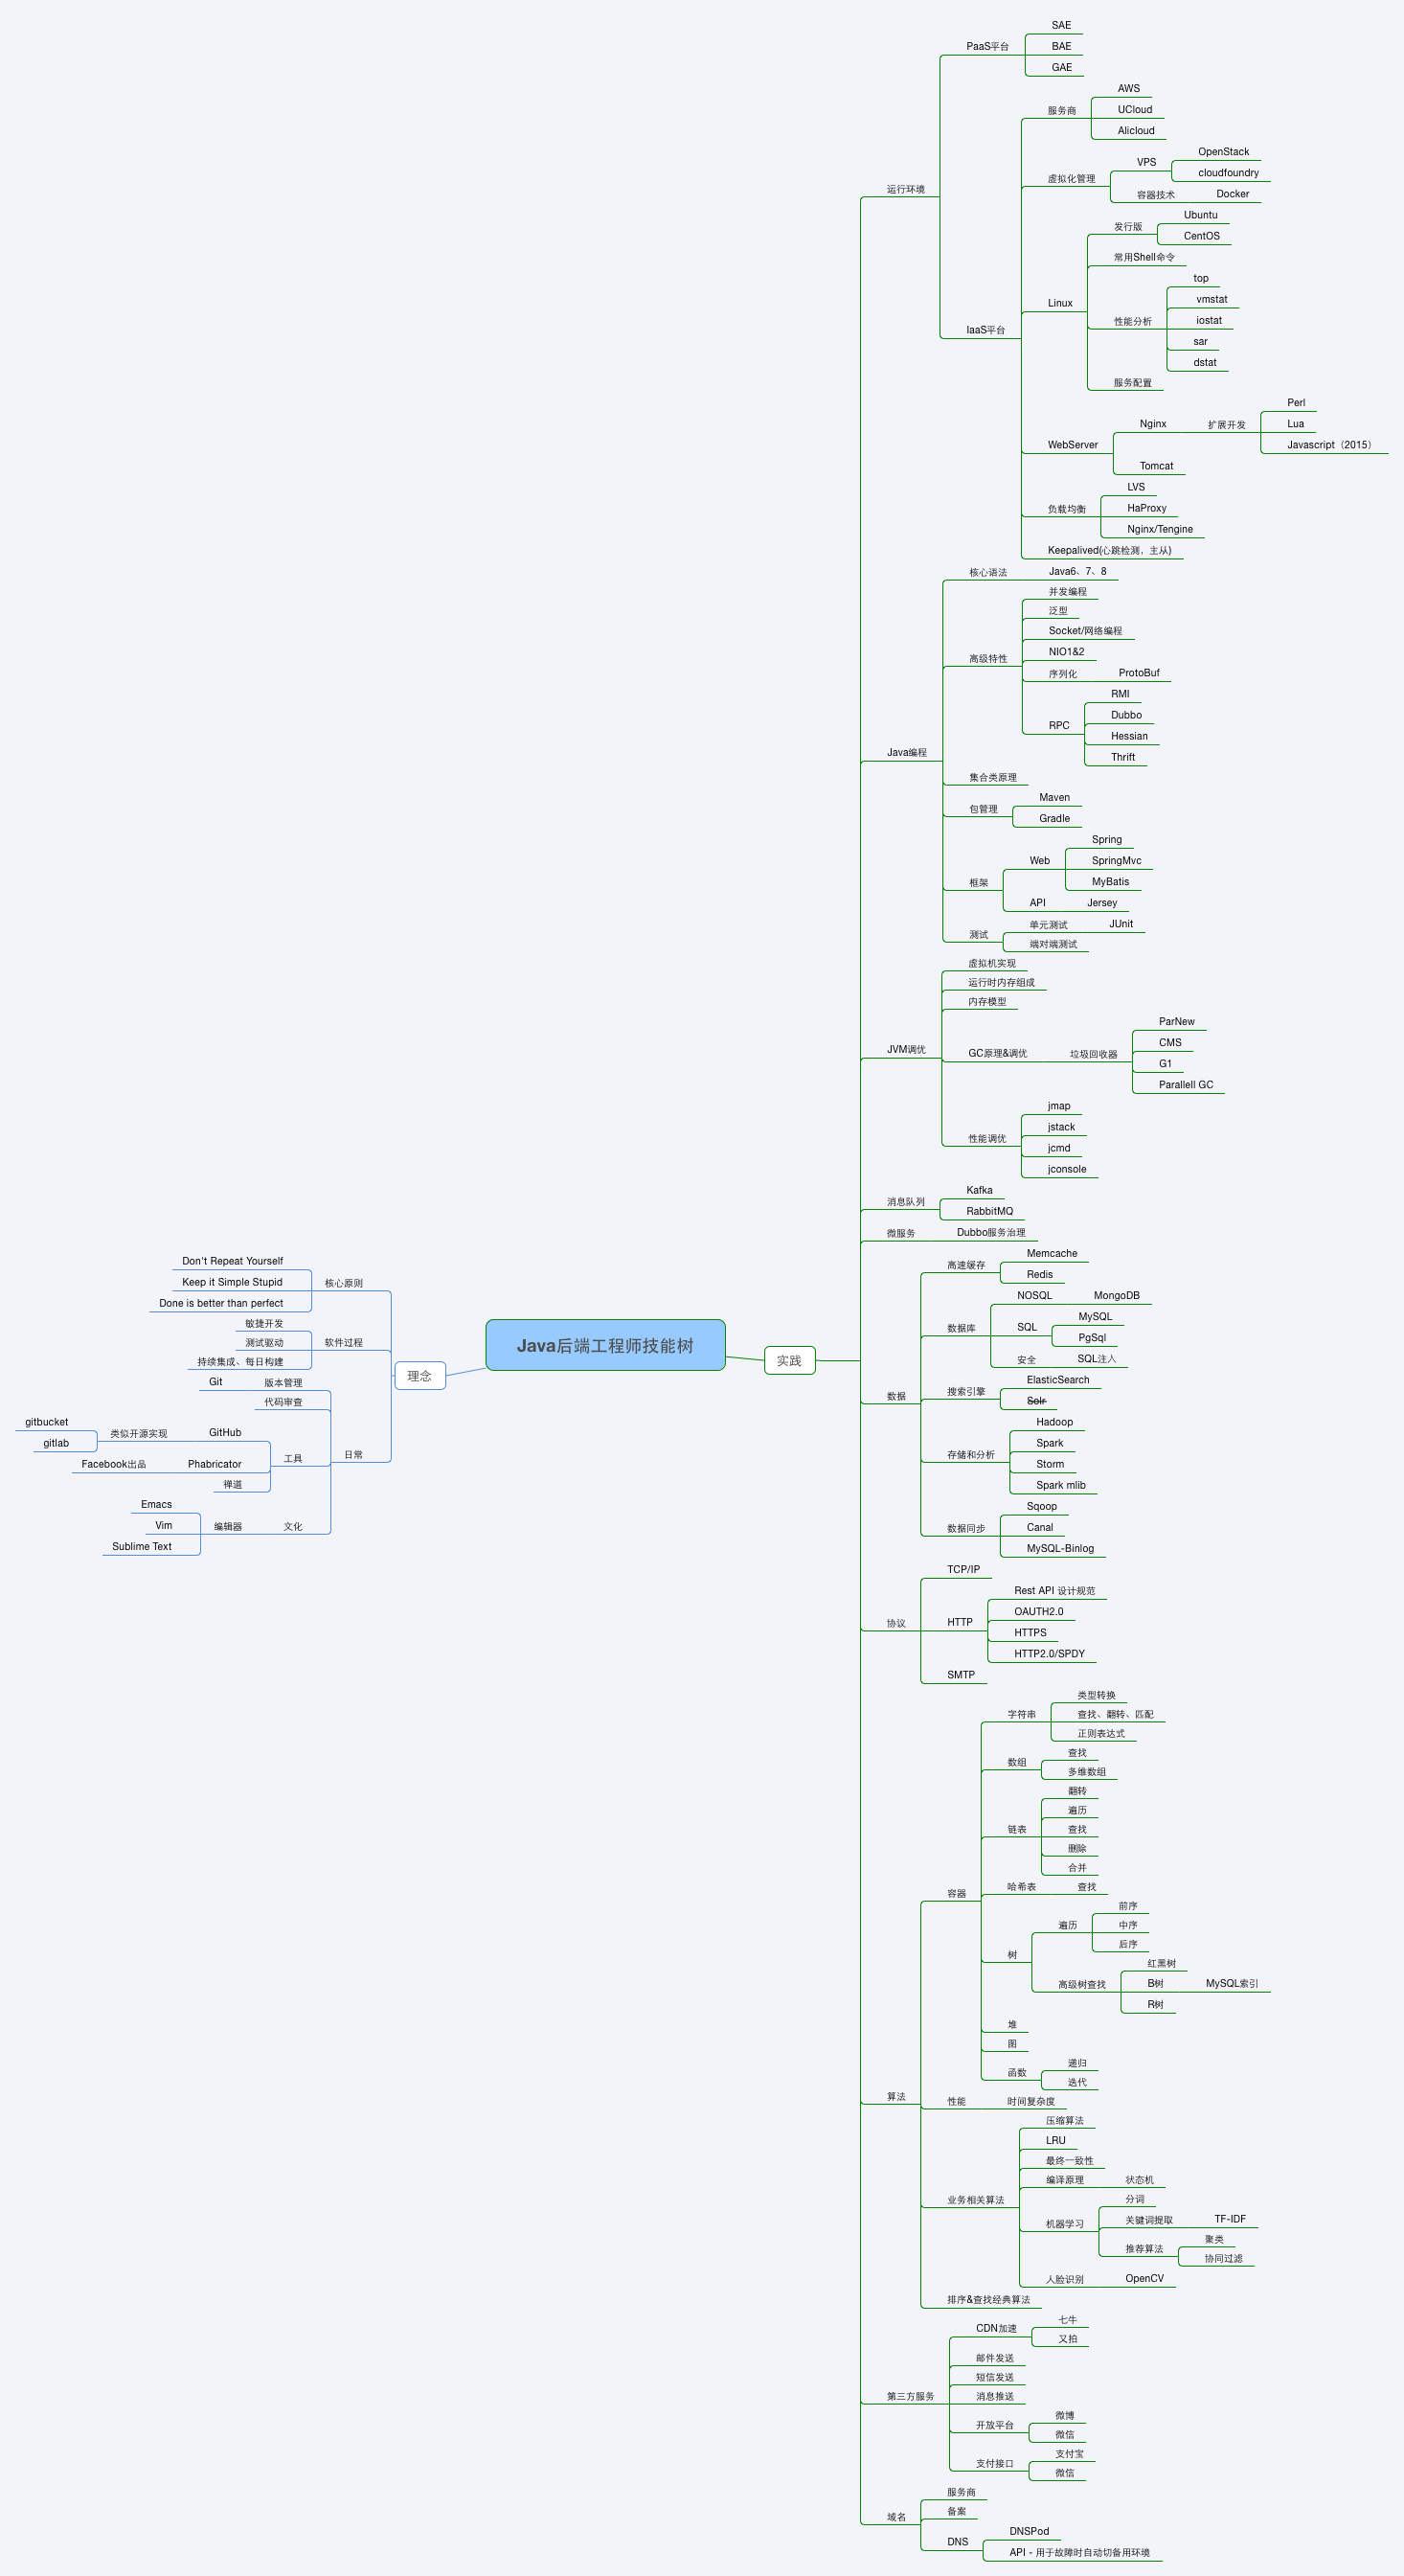 Java后端工程师技能树
理念
核心原则
Don't Repeat Yourself
Keep it Simple Stupid
Done is better than perfect
软件过程
敏捷开发
测试驱动
持续集成、每日构建
日常
版本管理
Git
代码审查
工具
GitHub
类似开源实现
gitbucket
gitlab
Phabricator
Facebook出品
禅道
文化
编辑器
Emacs
Vim
Sublime Text
实践
运行环境
PaaS平台
SAE
BAE
GAE
IaaS平台
服务商
AWS
UCloud
Alicloud
虚拟化管理
VPS
OpenStack
cloudfoundry
容器技术
Docker
Linux
发行版
Ubuntu
CentOS
常用Shell命令
性能分析
top
vmstat
iostat
sar
dstat
服务配置
WebServer
Nginx
扩展开发
Perl
Lua
Javascript（2015）
Tomcat
负载均衡
LVS
HaProxy
Nginx/Tengine
Keepalived(心跳检测，主从)
Java编程
核心语法
Java6、7、8
高级特性
并发编程
泛型
Socket/网络编程
NIO1&2
序列化
ProtoBuf
RPC
RMI
Dubbo
Hessian
Thrift
集合类原理
包管理
Maven
Gradle
框架
Web
Spring
SpringMvc
MyBatis
API
Jersey
测试
单元测试
JUnit
端对端测试
JVM调优
虚拟机实现
运行时内存组成
内存模型
GC原理&调优
垃圾回收器
ParNew
CMS
G1
Parallell GC
性能调优
jmap
jstack
jcmd
jconsole
消息队列
Kafka
RabbitMQ
微服务
Dubbo服务治理
数据
高速缓存
Memcache
Redis
数据库
NOSQL
MongoDB
SQL
MySQL
PgSql
安全
SQL注入
搜索引擎
ElasticSearch
Solr
存储和分析
Hadoop
Spark
Storm
Spark mlib
数据同步
Sqoop
Canal
MySQL-Binlog
协议
TCP/IP
HTTP
Rest API 设计规范
OAUTH2.0
HTTPS
HTTP2.0/SPDY
SMTP
算法
容器
字符串
类型转换
查找、翻转、匹配
正则表达式
数组
查找
多维数组
链表
翻转
遍历
查找
删除
合并
哈希表
查找
树
遍历
前序
中序
后序
高级树查找
红黑树
B树
MySQL索引
R树
堆
图
函数
递归
迭代
性能
时间复杂度
业务相关算法
压缩算法
LRU
最终一致性
编译原理
状态机
机器学习
分词
关键词提取
TF-IDF
推荐算法
聚类
协同过滤
人脸识别
OpenCV
排序&查找经典算法
第三方服务
CDN加速
七牛
又拍
邮件发送
短信发送
消息推送
开放平台
微博
微信
支付接口
支付宝
微信
域名
服务商
备案
DNS
DNSPod
API - 用于故障时自动切备用环境